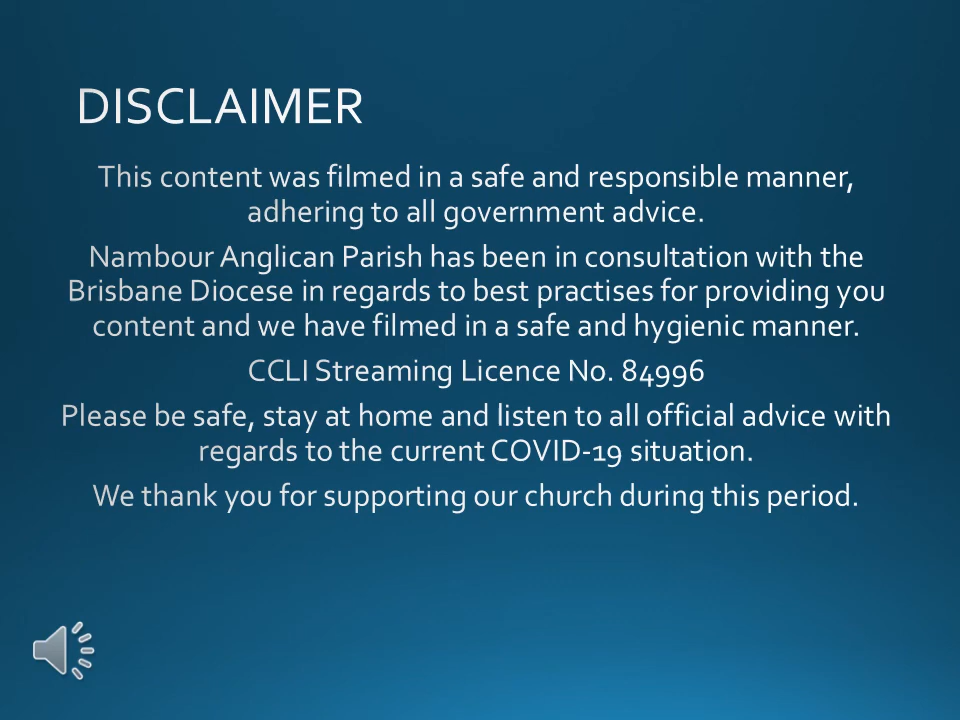 DISCLAIMER
This content was filmed in a safe and responsible manner,
adhering to all government advice.
Nambour Anglican Parish has been in consultation with the
Brisbane Diocese in regards to best practises for providing you
content and we have filmed in a safe and hygienic manner.
CCLI Streaming Licence No. 84996
Please be safe, stay at home and listen to all official advice with
regards to the current COVID-19 situation.
We thank you for supporting our church during this period.